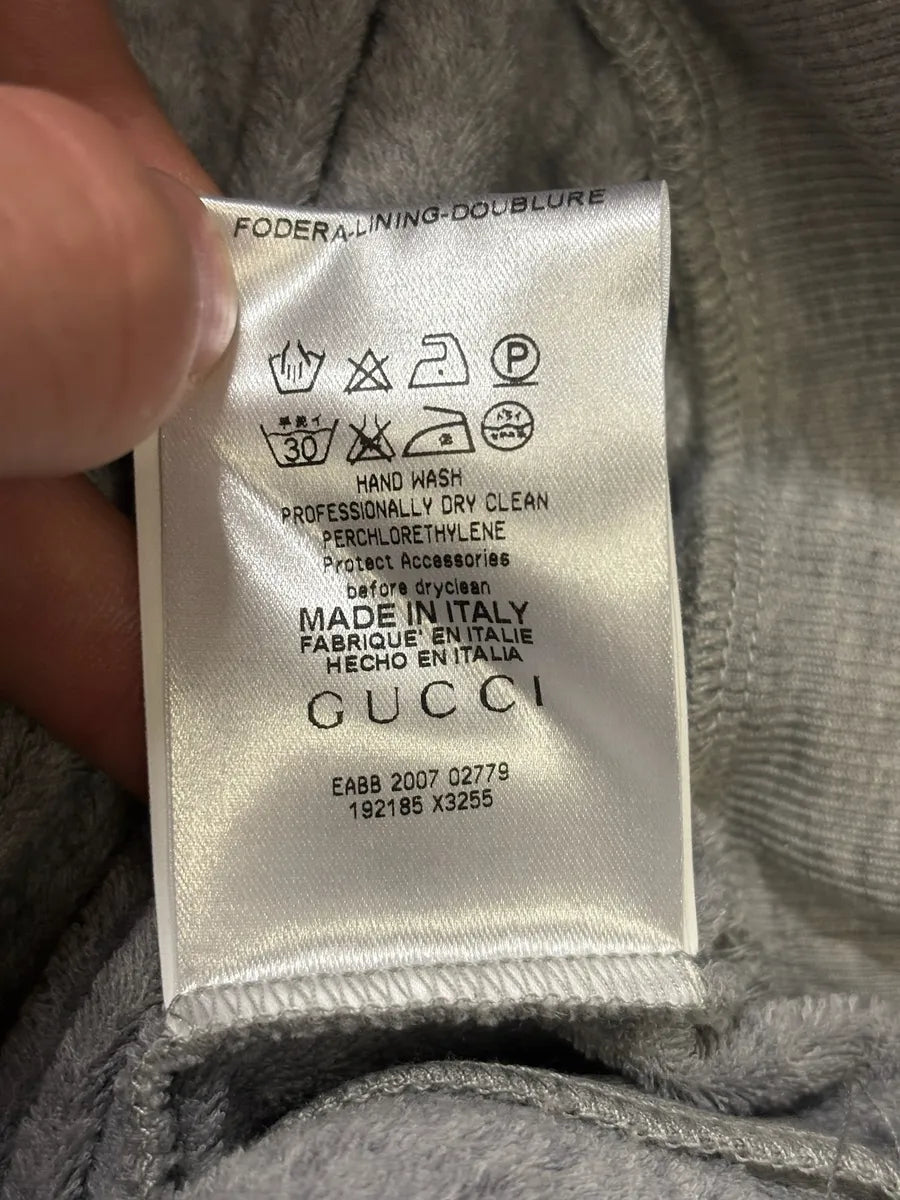 FODERA-LINING-DOUBLURE
P
30
HAND WASH
PROFESSIONALLY DRY CLEAN
PERCHLORETHYLENE
Protect Accessories
before dryclean
MADE IN ITALY
FABRIQUE' EN ITALIE
HECHO EN ITALIA
GUCCI
EABB 2007 02779
192185 X3255